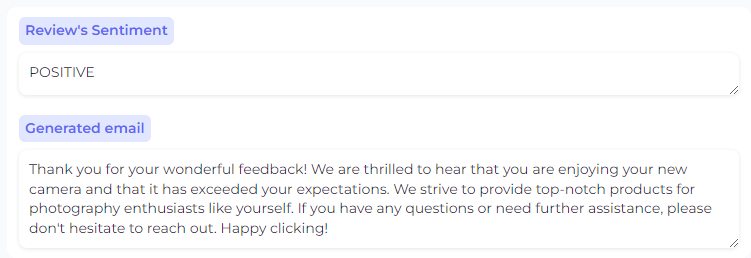 Review's Sentiment
POSITIVE
Generated email
Thank you for your wonderful feedback! We are thrilled to hear that you are enjoying your new
camera and that it has exceeded your expectations. We strive to provide top-notch products for
photography enthusiasts like yourself. If you have any questions or need further assistance, please
don't hesitate to reach out. Happy clicking!